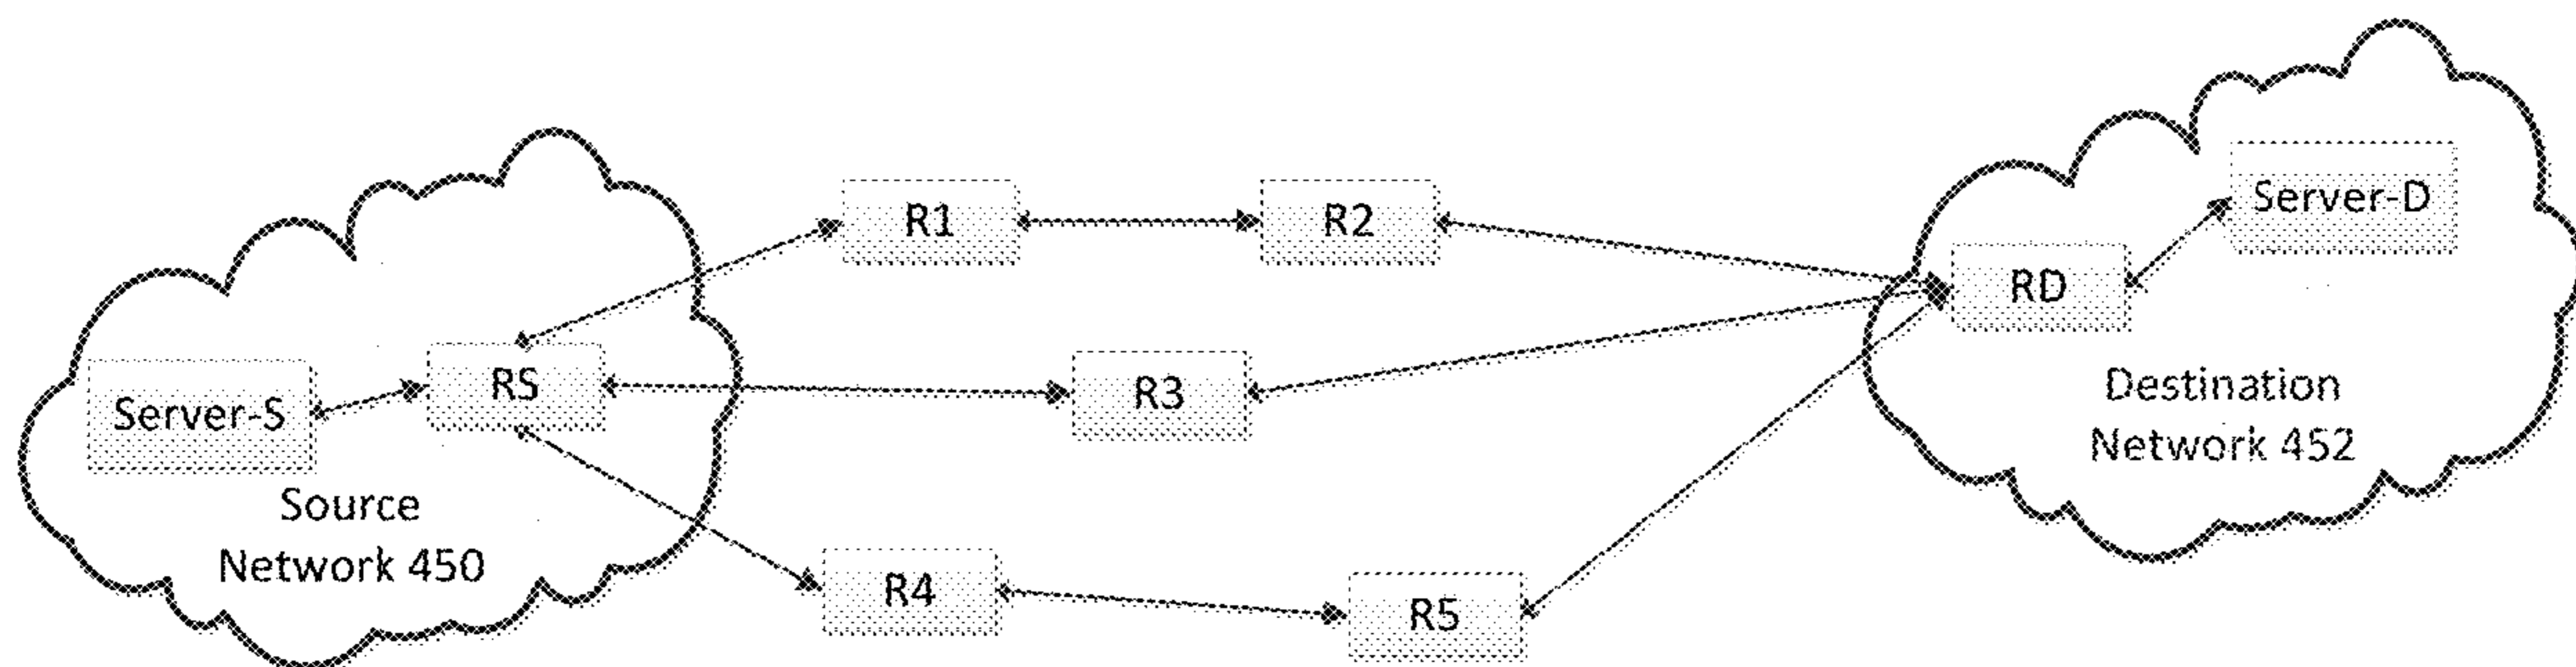 R1
R2
Server-D
RD
RS
R3
Server-S
Destination
Network 452
Source
Network 450
R4
R5